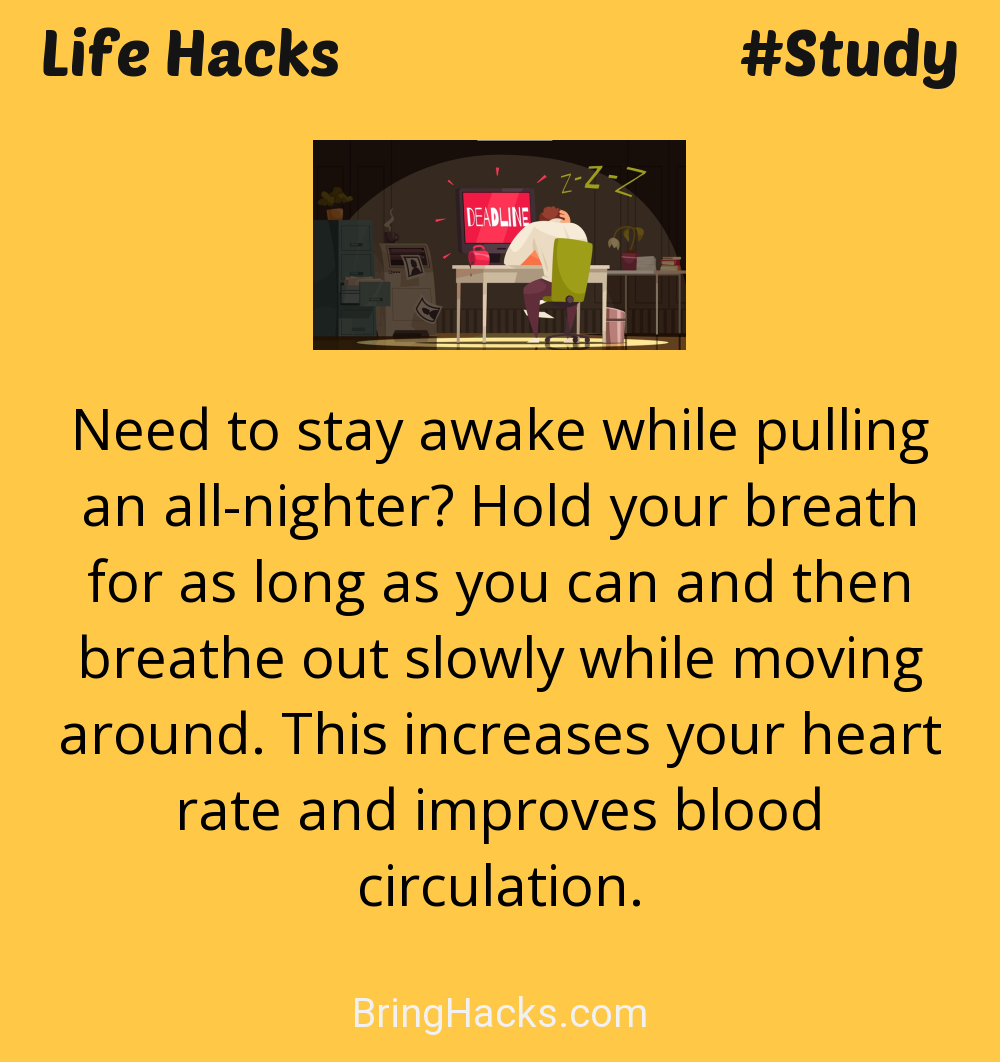 Life Hacks #Study
DEADLINE
Z-Z-Z
Need to stay awake while pulling
an all-nighter? Hold your breath
for as long as you can and then
breathe out slowly while moving
around. This increases your heart
rate and improves blood
circulation.
BringHacks.com